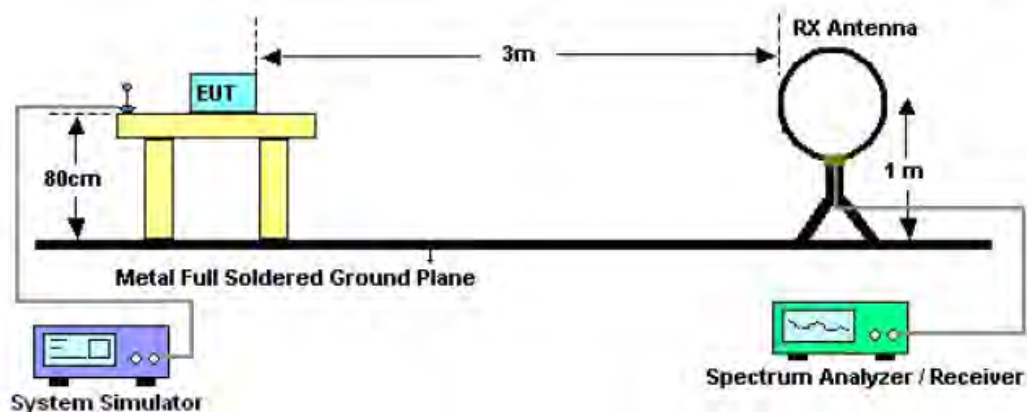 RX Antenna
3m
EUT
80cm
1 m
Metal Full Soldered Ground Plane
Spectrum Analyzer / Receiver
System Simulator